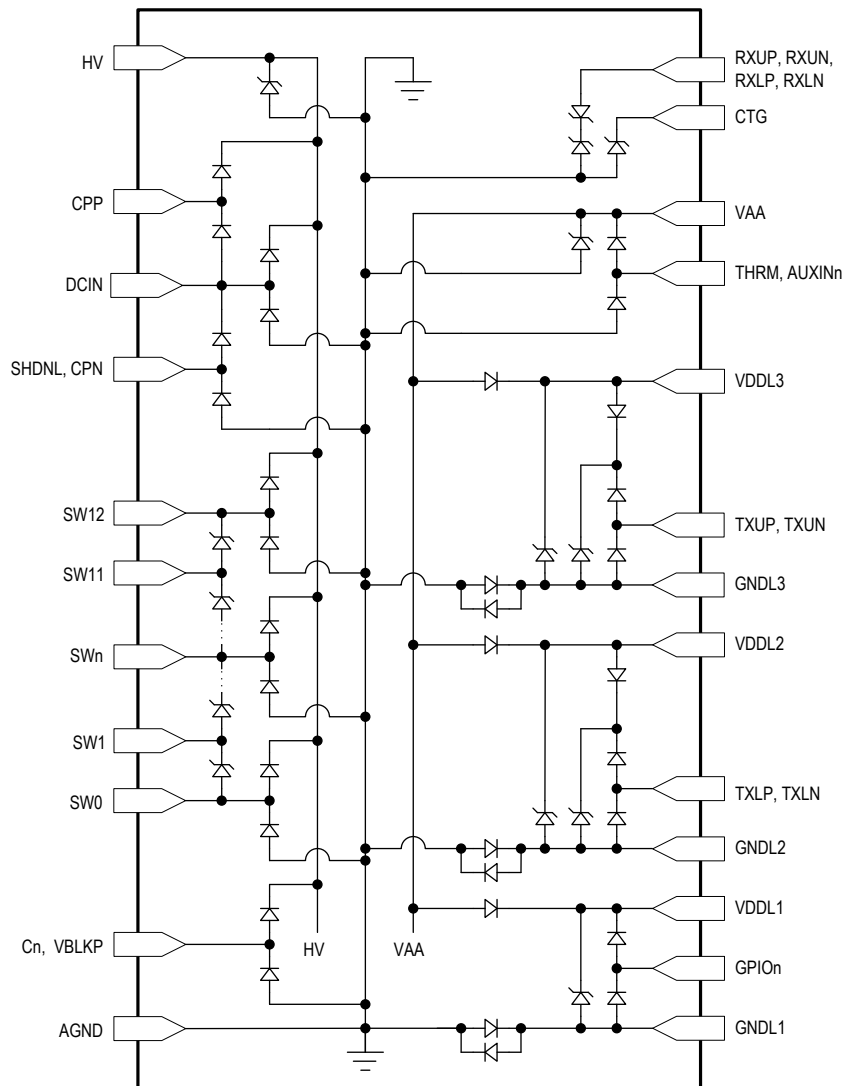 HV
CPP
DCIN
SHDNL, CPN
SW12
SW11
SWn
SW1
SW0
Cn, VBLKP
AGND
HV
VAA
RXUP, RXUN,
RXLP, RXLN
CTG
VAA
THRM, AUXINn
VDDL3
TXUP, TXUN
GNDL3
VDDL2
TXLP, TXLN
GNDL2
VDDL1
GPIOn
GNDL1